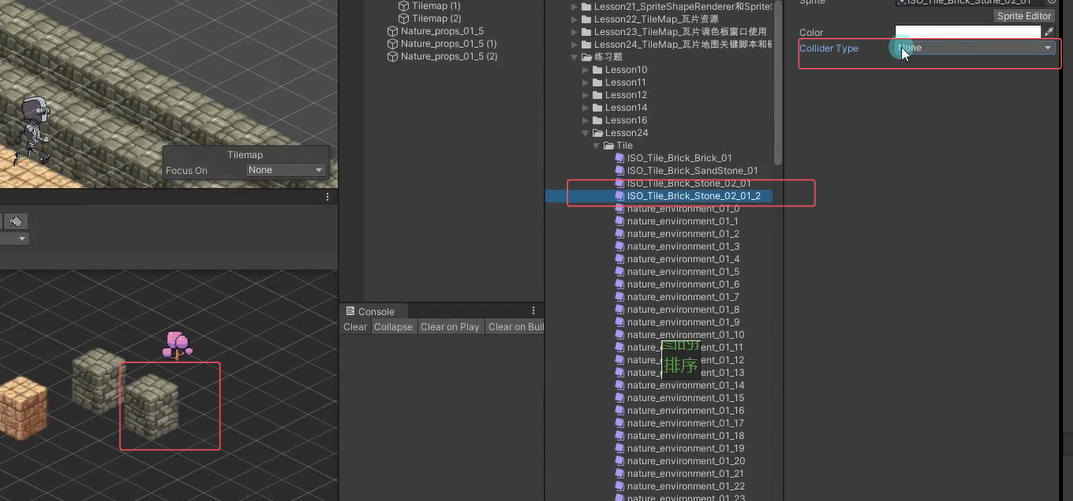 Tilemap (1)
Tilemap (2)
Nature_props_01_5
Nature_props_01_5 (1)
Nature_props_01_5 (2)
Tilemap
Focus On
None
Console
Clear
Collapse
Clear on Play
Clear on Buil
Lesson21_SpriteShapeRenderer和Sprite
Lesson22_TileMap_瓦片资源
Lesson23_TileMap_瓦片调色板窗口使用
Lesson24_TileMap_瓦片地图关键脚本和
练习题
Lesson10
Lesson11
Lesson12
Lesson14
Lesson16
Lesson24
Tile
ISO_Tile_Brick_Brick_01
ISO_Tile_Brick_SandStone_01
ISO_Tile_Brick_Stone_02_01
ISO_Tile_Brick_Stone_02_01_2
nature_environment_01_0
nature_environment_01_1
nature_environment_01_2
nature_environment_01_3
nature_environment_01_4
nature_environment_01_5
nature_environment_01_6
nature_environment_01_7
nature_environment_01_8
nature_environment_01_9
nature_environment_01_10
nature_ ent_01_11
nature_ ent_01_12
nature_ ent_01_13
排序
nature_environment_01_14
nature_environment_01_15
nature_environment_01_16
nature_environment_01_17
nature_environment_01_18
nature_environment_01_19
nature_environment_01_20
nature_environment_01_21
nature_environment_01_22
nature_environment_01_23
Sprite
ISO_Tile_Brick_Stone_02_01
Sprite Editor
Color
Collider Type
None